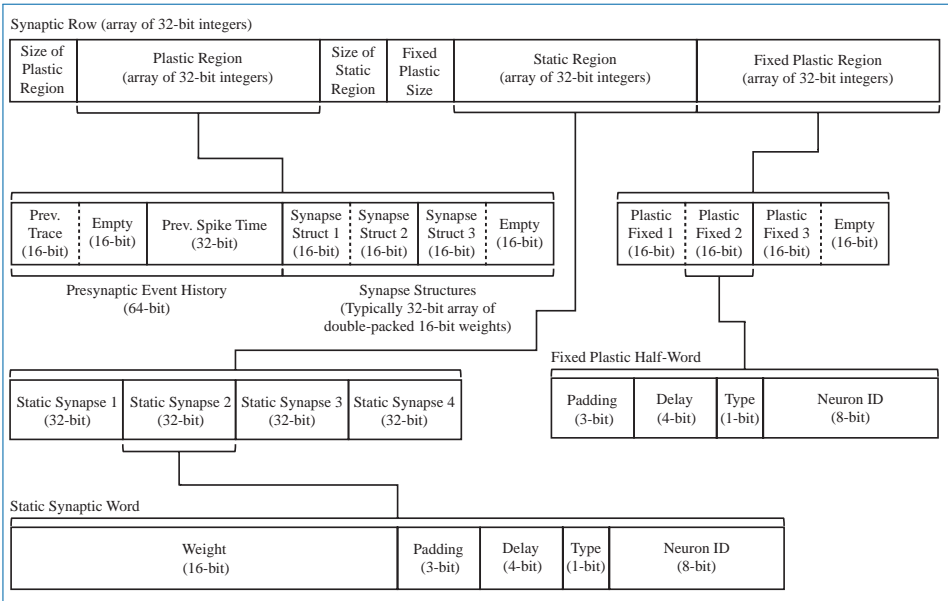 Synaptic Row (array of 32-bit integers)
Size of
Plastic
Region
Plastic Region
(array of 32-bit integers)
Size of
Static
Region
Fixed
Plastic
Size
Static Region
(array of 32-bit integers)
Fixed Plastic Region
(array of 32-bit integers)
Prev.
Trace
(16-bit)
Empty
(16-bit)
Prev. Spike Time
(32-bit)
Synapse
Struct 1
(16-bit)
Synapse
Struct 2
(16-bit)
Synapse
Struct 3
(16-bit)
Empty
(16-bit)
Plastic
Fixed 1
(16-bit)
Plastic
Fixed 2
(16-bit)
Plastic
Fixed 3
(16-bit)
Empty
(16-bit)
Presynaptic Event History
(64-bit)
Synapse Structures
(Typically 32-bit array of
double-packed 16-bit weights)
Fixed Plastic Half-Word
Static Synapse 1
(32-bit)
Static Synapse 2
(32-bit)
Static Synapse 3
(32-bit)
Static Synapse 4
(32-bit)
Padding
(3-bit)
Delay
(4-bit)
Type
(1-bit)
Neuron ID
(8-bit)
Static Synaptic Word
Weight
(16-bit)
Padding
(3-bit)
Delay
(4-bit)
Type
(1-bit)
Neuron ID
(8-bit)